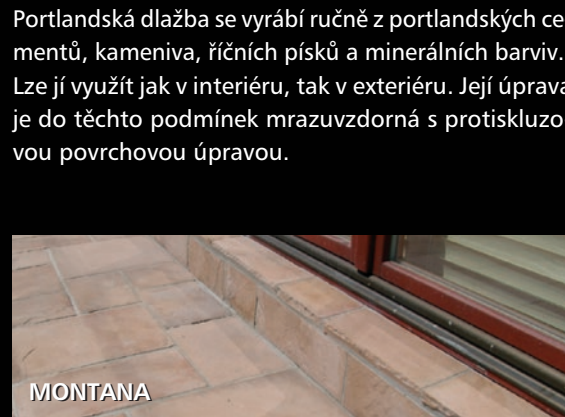 Portlandská dlažba se vyrábí ručně z portlandských ce
mentů, kameniva, říčních písků a minerálních barviv.
Lze jí využít jak v interiéru, tak v exteriéru. Její úprava
je do těchto podmínek mrazuvzdorná s protiskluzo
vou povrchovou úpravou.
MONTANA